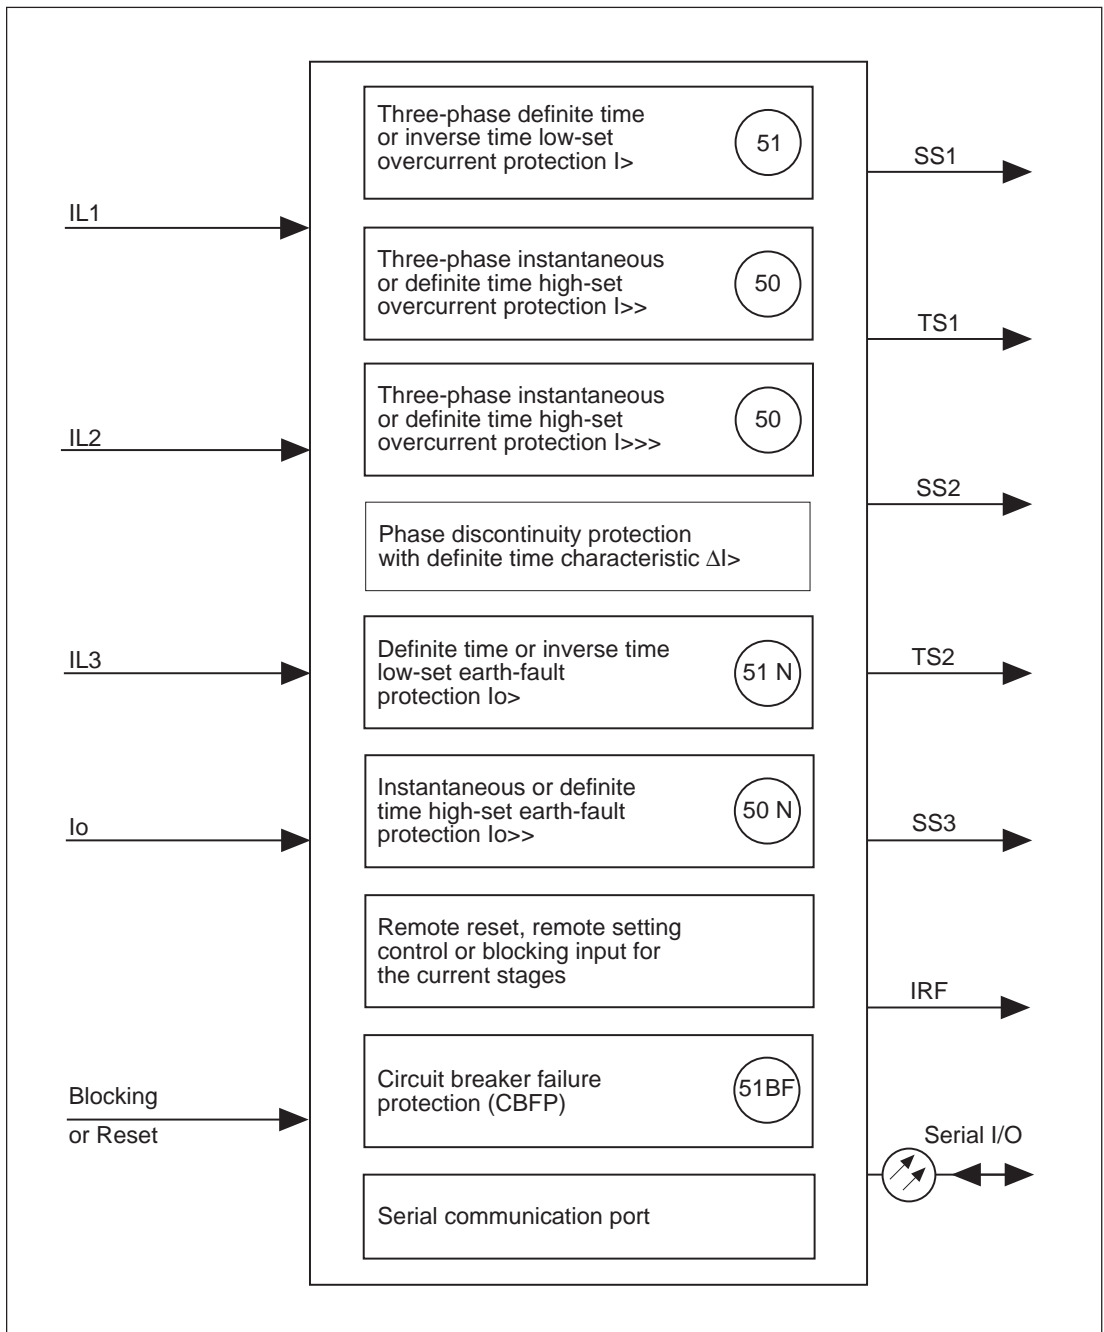 Three-phase definite time
or inverse time low-set
overcurrent protection I>
51
SS1
IL1
Three-phase instantaneous
or definite time high-set
overcurrent protection I>>
50
TS1
Three-phase instantaneous
or definite time high-set
overcurrent protection I>>>
50
IL2
SS2
Phase discontinuity protection
with definite time characteristic ΔI>
IL3
Definite time or inverse time
low-set earth-fault
protection Io>
51 N
TS2
Io
Instantaneous or definite
time high-set earth-fault
protection Io>>
50 N
SS3
Remote reset, remote setting
control or blocking input for
the current stages
IRF
Blocking
or Reset
Circuit breaker failure
protection (CBFP)
51BF
Serial I/O
Serial communication port